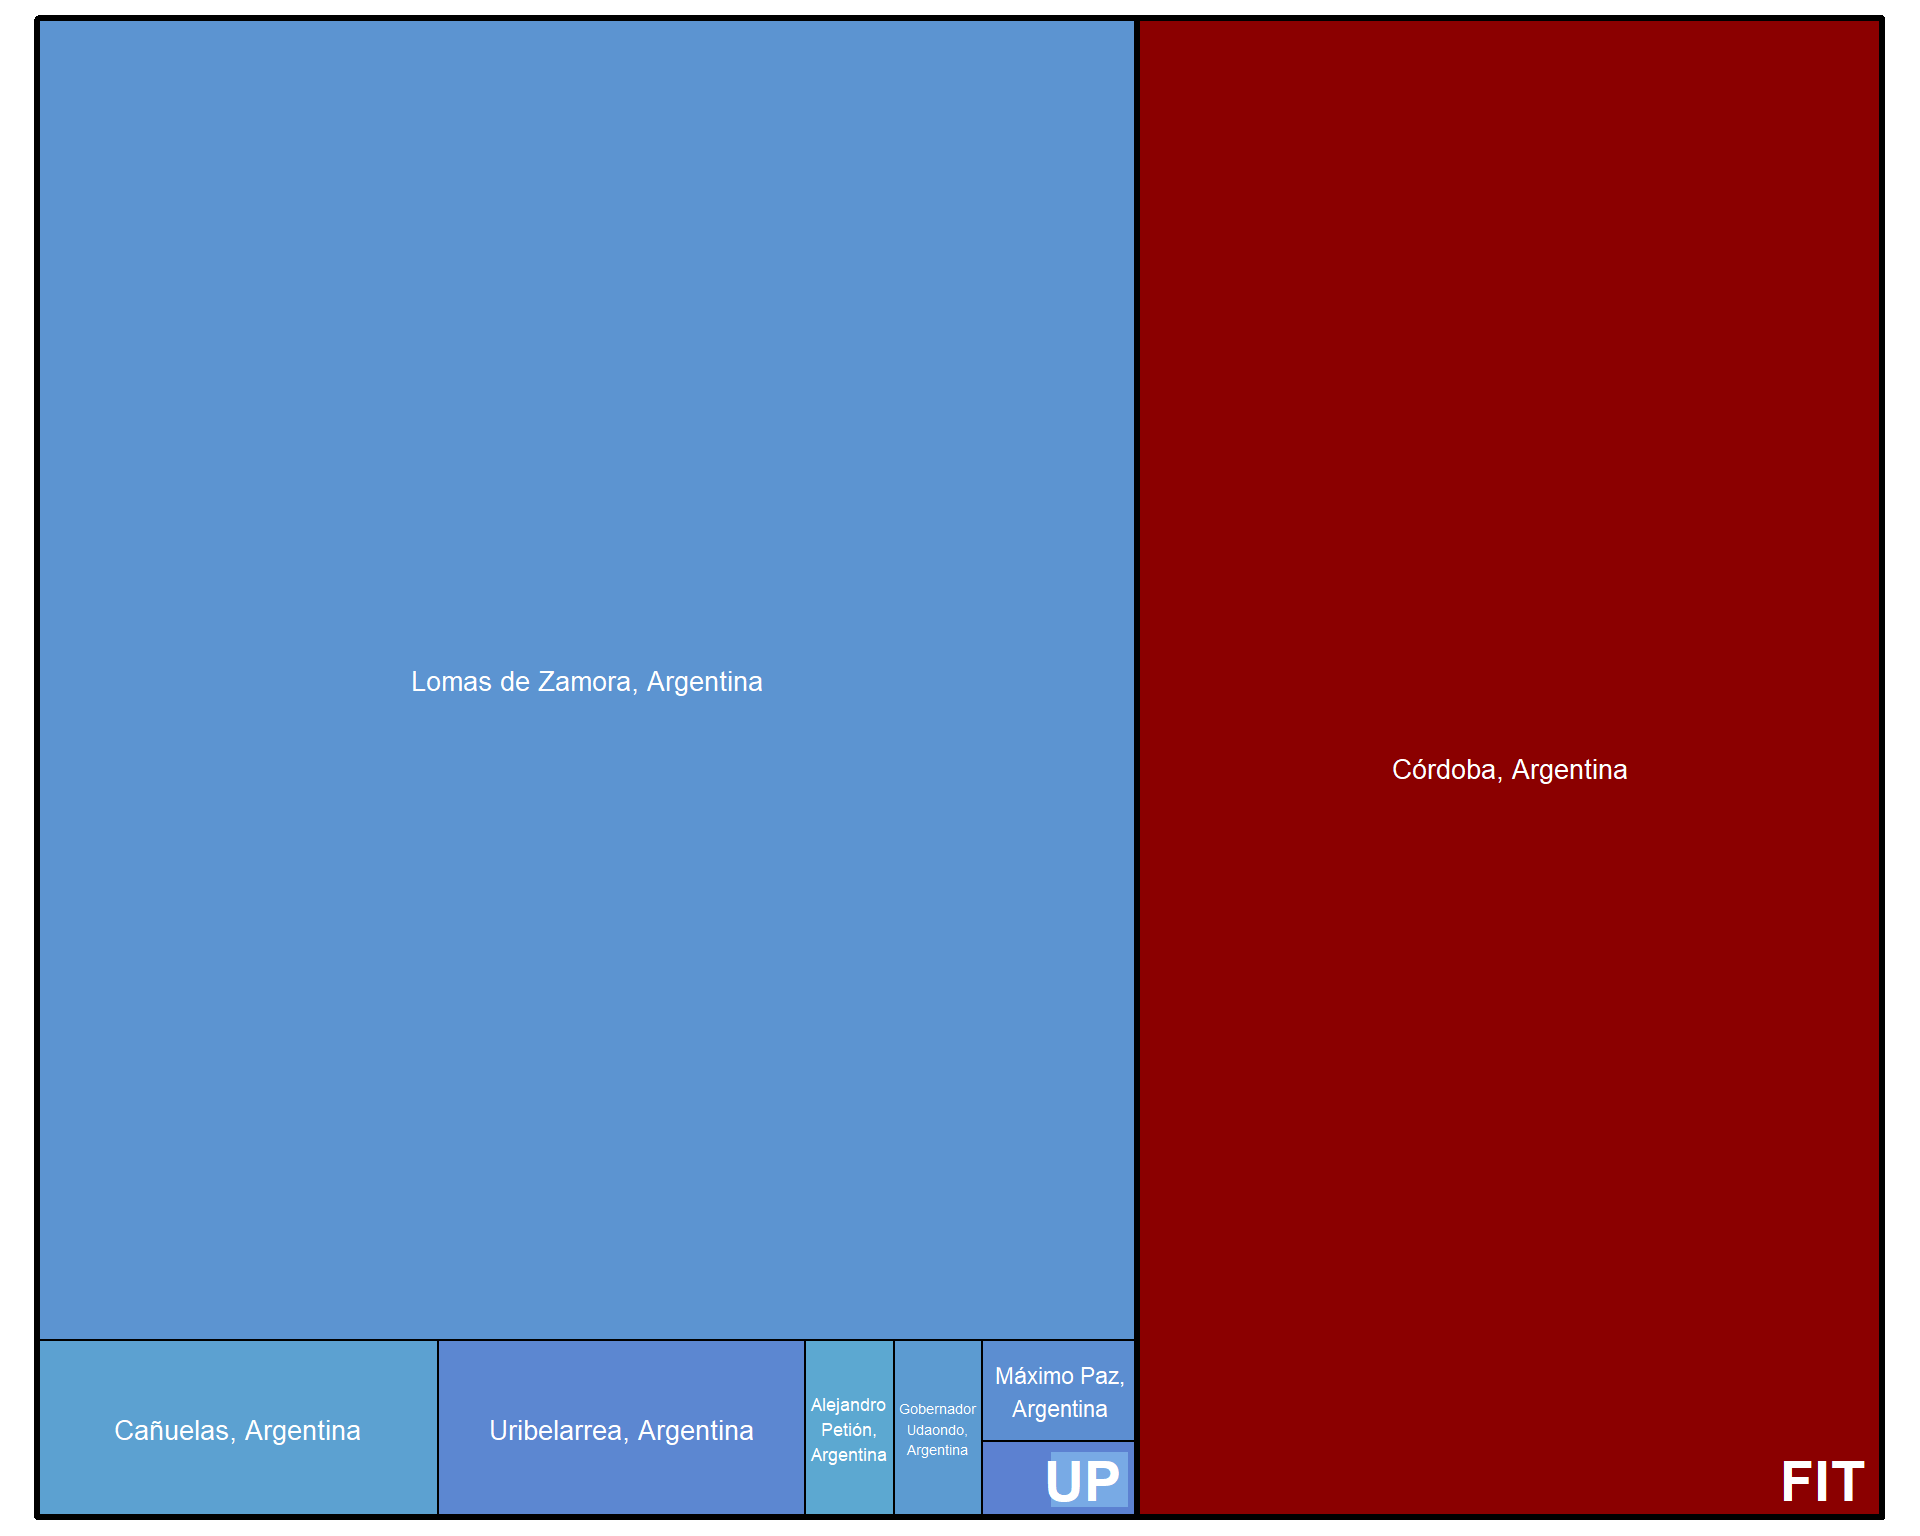 Lomas de Zamora, Argentina
Córdoba, Argentina
Cañuelas, Argentina
Uribelarrea, Argentina
Alejandro
Petión,
Argentina
Gobernador
Udaondo,
Argentina
Máximo Paz,
Argentina
UP
FIT